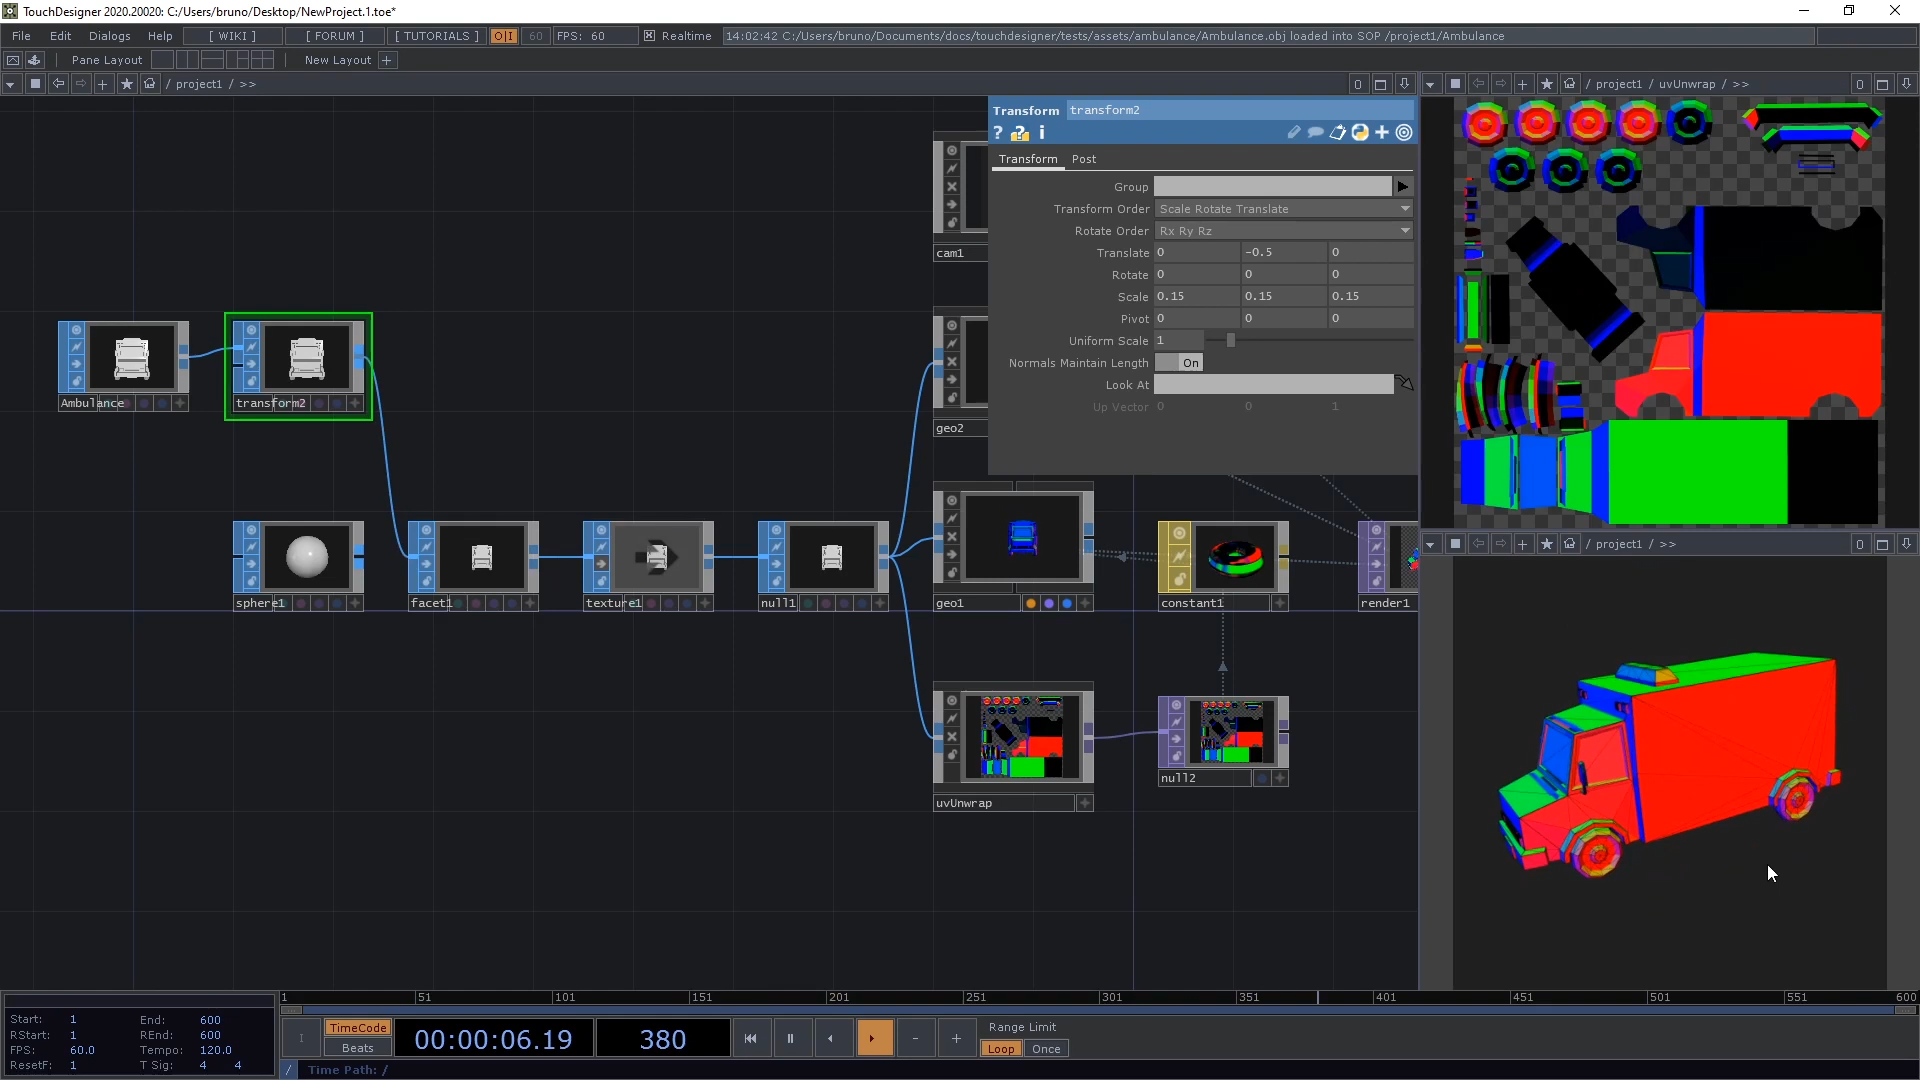 TouchDesigner 2020.20020: C:/Users/bruno/Desktop/NewProject.1.toe*
File Edit Dialogs Help [ WIKI ] [ FORUM ] [ TUTORIALS ] O|I 60 FPS: 60 Realtime 14:02:42 C:/Users/bruno/Documents/docs/touchdesigner/tests/assets/ambulance/Ambulance.obj loaded into SOP /project1/Ambulance
Pane Layout New Layout +
/ project1 / >> 0
/ project1 / uvUnwrap / >> 0
Transform transform2
? i
Transform Post
Group
Transform Order Scale Rotate Translate
Rotate Order Rx Ry Rz
Translate 0 -0.5 0
Rotate 0 0 0
Scale 0.15 0.15 0.15
Pivot 0 0 0
Uniform Scale 1
Normals Maintain Length On
Look At
Up Vector 0 0 1
cam1
Ambulance
transform2
geo2
/ project1 / >> 0
sphere1
facet1
texture1
null1
geo1
constant1
render1
null2
uvUnwrap
1 51 101 151 201 251 301 351 401 451 501 551 600
Start: 1 End: 600
RStart: 1 REnd: 600
FPS: 60.0 Tempo: 120.0
ResetF: 1 T Sig: 4 4
I TimeCode Beats 00:00:06.19 380 - +
Range Limit
Loop Once
/ Time Path: /